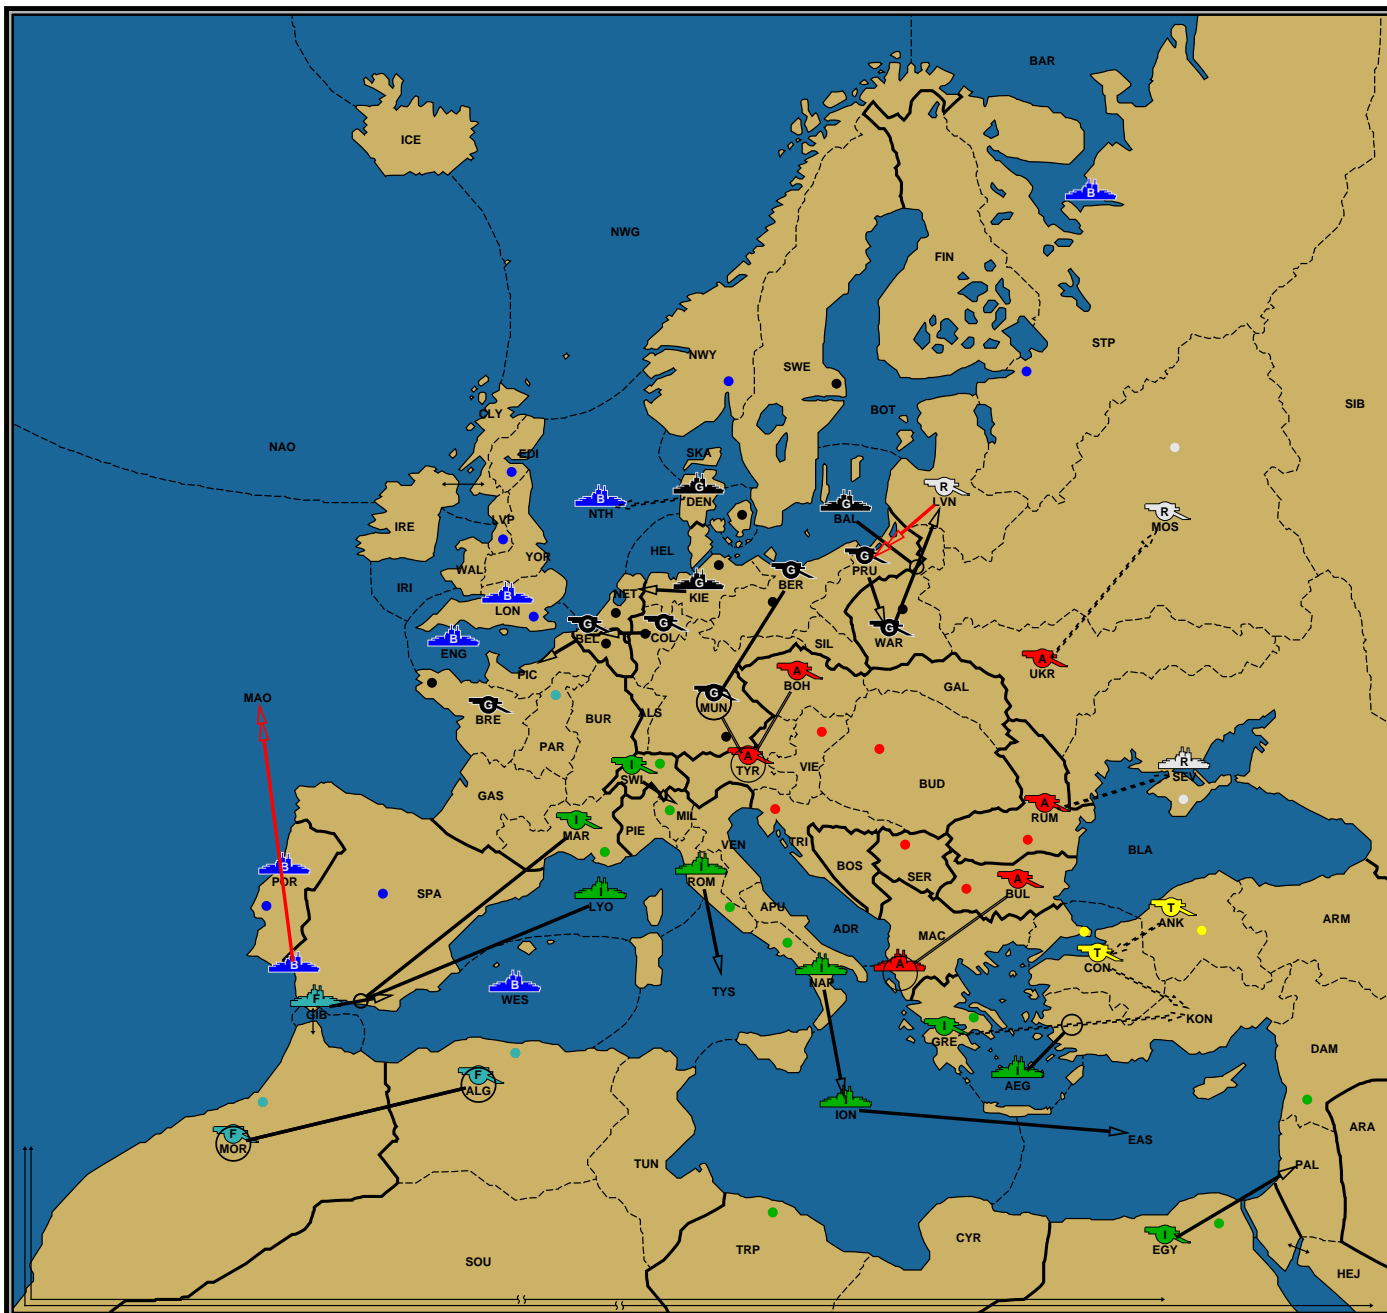 BAR
ICE
B
NWG
FIN
STP
NWY
SWE
SIB
CLY
BOT
NAO
EDI
SKA
R
LVN
G
DEN
B
NTH
G
BAL
R
MOS
LVP
IRE
YOR
HEL
G
PRU
WAL
G
BER
IRI
NET
G
KIE
B
LON
G
BEL
G
COL
G
WAR
B
ENG
SIL
A
UKR
PIC
A
BOH
GAL
MAO
G
BRE
G
MUN
BUR
ALS
PAR
A
TYR
VIE
I
SWI
R
SEV
BUD
GAS
A
RUM
I
MAR
MIL
PIE
VEN
TRI
BLA
B
POR
I
ROM
BOS
SER
A
BUL
SPA
I
LYO
APU
T
ANK
ARM
ADR
MAC
T
CON
B
I
NAP
A
B
WES
TYS
F
GIB
KON
I
GRE
DAM
F
ALG
I
AEG
I
ION
ARA
F
MOR
EAS
TUN
PAL
I
EGY
CYR
TRP
SOU
HEJ